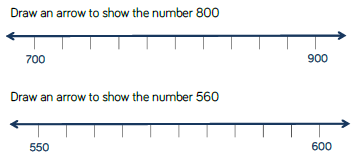 Draw an arrow to show the number 800
700 900
Draw an arrow to show the number 560
550 600